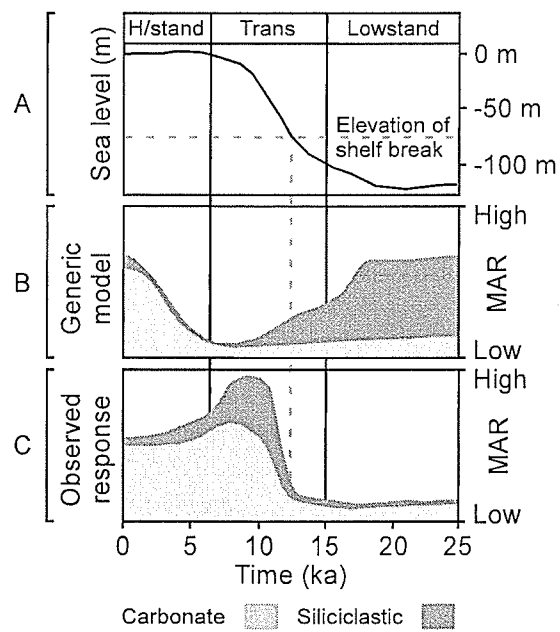 H/stand Trans Lowstand
A
Sea level (m)
0 m
-50 m
-100 m
Elevation of
shelf break
B
Generic
model
High
MAR
Low
C
Observed
response
High
MAR
Low
0 5 10 15 20 25
Time (ka)
Carbonate Siliciclastic